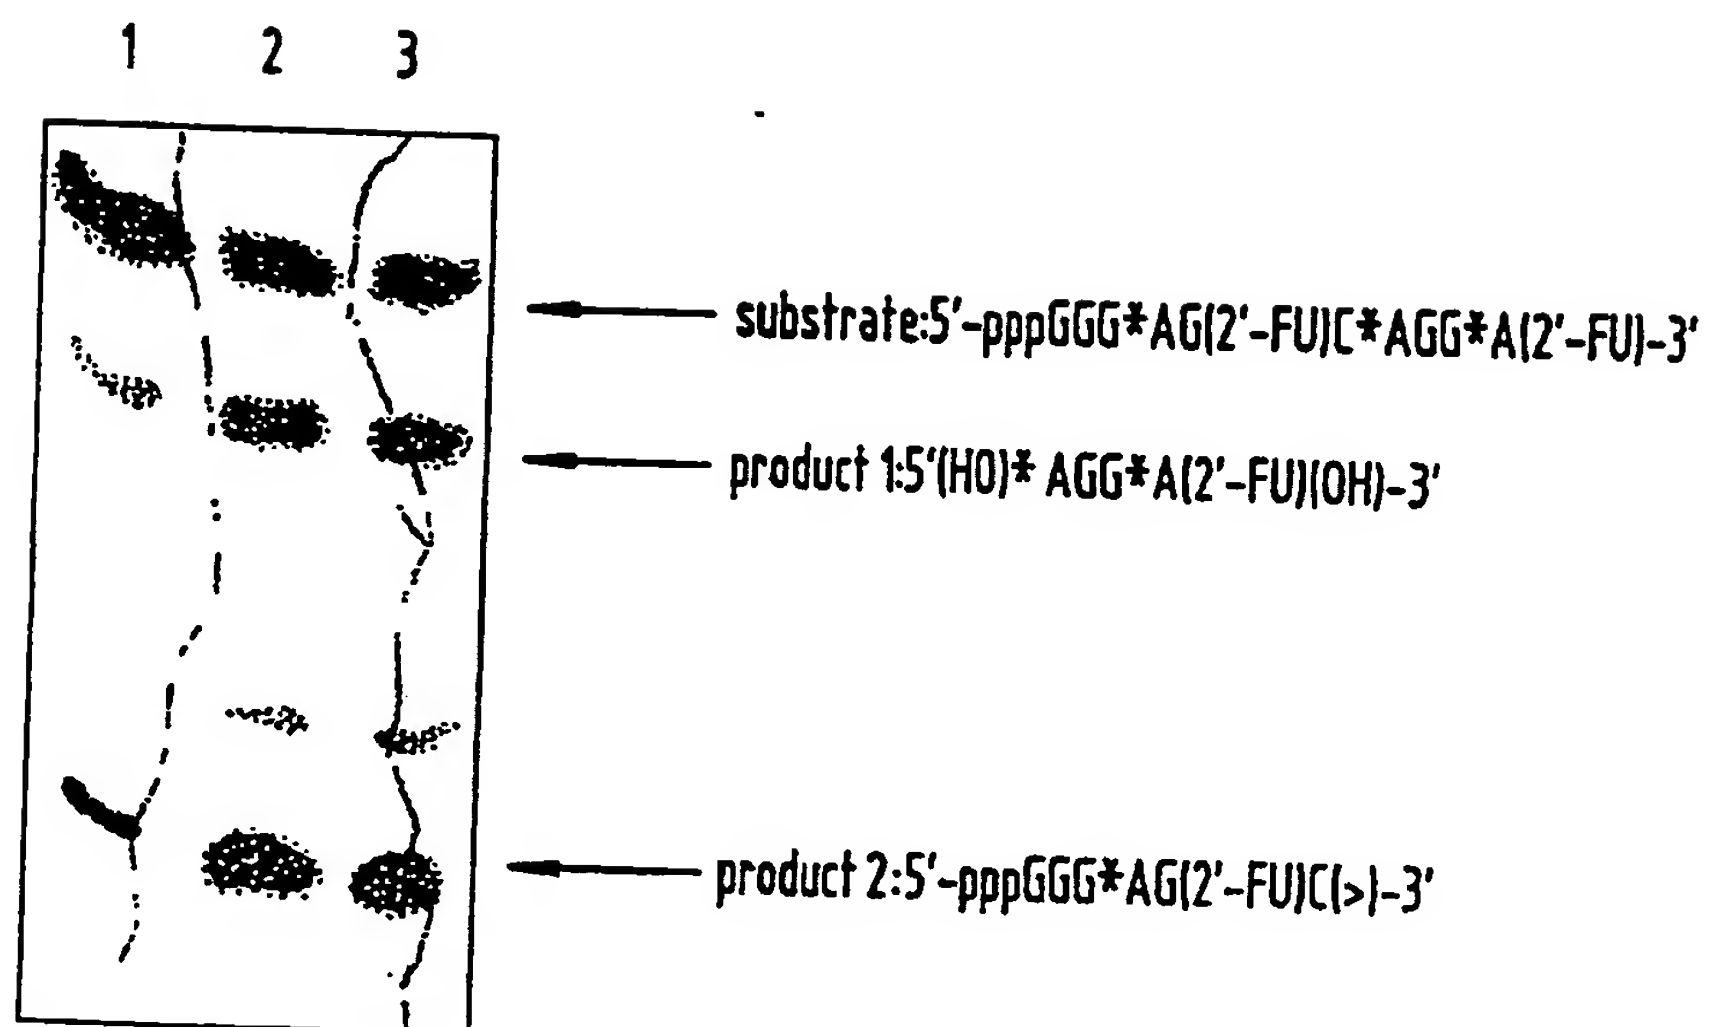 1 2 3
substrate:5'-pppGGG*AG(2'-FU)C*AGG*A(2'-FU)-3'
product 1:5'(HO)* AGG*A(2'-FU)(OH)-3'
product 2:5'-pppGGG*AG(2'-FU)C(>)-3'